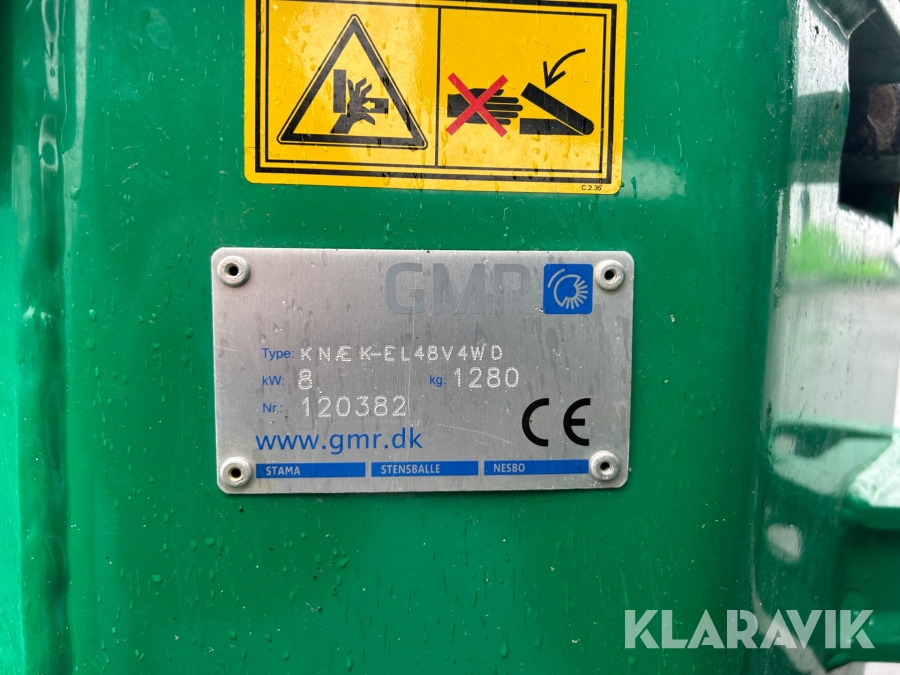 C.2.35
GMR
Type: KNÆK-EL48V4WD
kW: 8 kg: 1280
Nr.: 120382
CE
www.gmr.dk
STAMA STENSBALLE NESBO
KLARAVIK